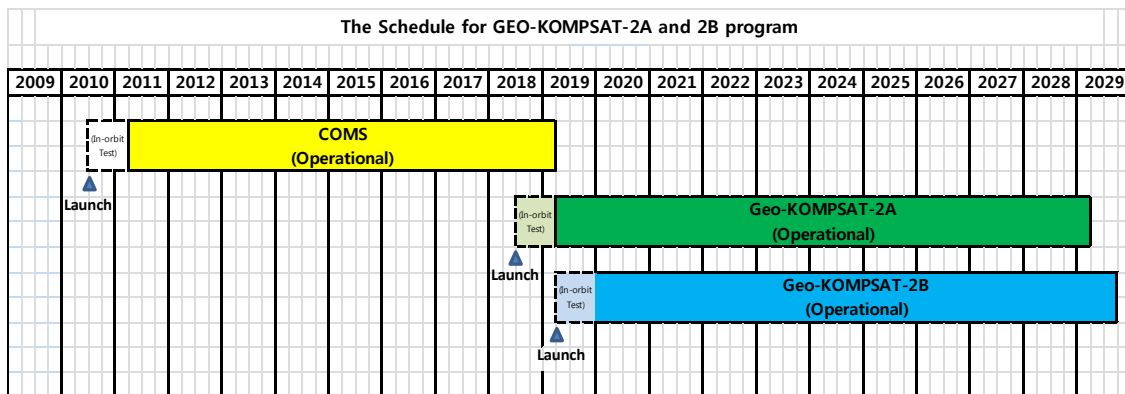 The Schedule for GEO-KOMPSAT-2A and 2B program
2009 2010 2011 2012 2013 2014 2015 2016 2017 2018 2019 2020 2021 2022 2023 2024 2025 2026 2027 2028 2029
(In-orbit
Test)
COMS
(Operational)
Launch
(In-orbit
Test)
Geo-KOMPSAT-2A
(Operational)
Launch
(In-orbit
Test)
Geo-KOMPSAT-2B
(Operational)
Launch